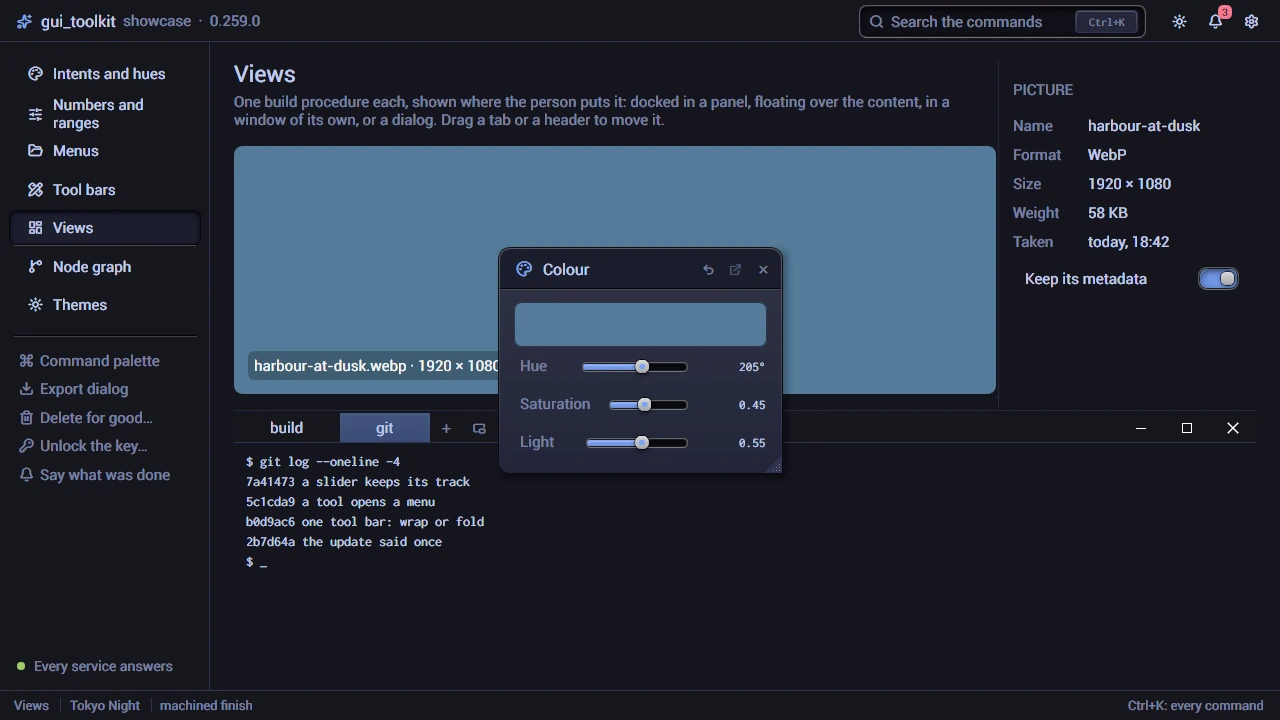 gui_toolkit showcase · 0.259.0
Search the commands Ctrl+K
3
Intents and hues
Numbers and
ranges
Menus
Tool bars
Views
Node graph
Themes
Command palette
Export dialog
Delete for good...
Unlock the key...
Say what was done
Every service answers
Views
One build procedure each, shown where the person puts it: docked in a panel, floating over the content, in a
window of its own, or a dialog. Drag a tab or a header to move it.
harbour-at-dusk.webp · 1920 × 1080
Colour
Hue 205°
Saturation 0.45
Light 0.55
PICTURE
Name harbour-at-dusk
Format WebP
Size 1920 × 1080
Weight 58 KB
Taken today, 18:42
Keep its metadata
build git
$ git log --oneline -4
7a41473 a slider keeps its track
5c1cda9 a tool opens a menu
b0d9ac6 one tool bar: wrap or fold
2b7d64a the update said once
$ _
Views Tokyo Night machined finish
Ctrl+K: every command